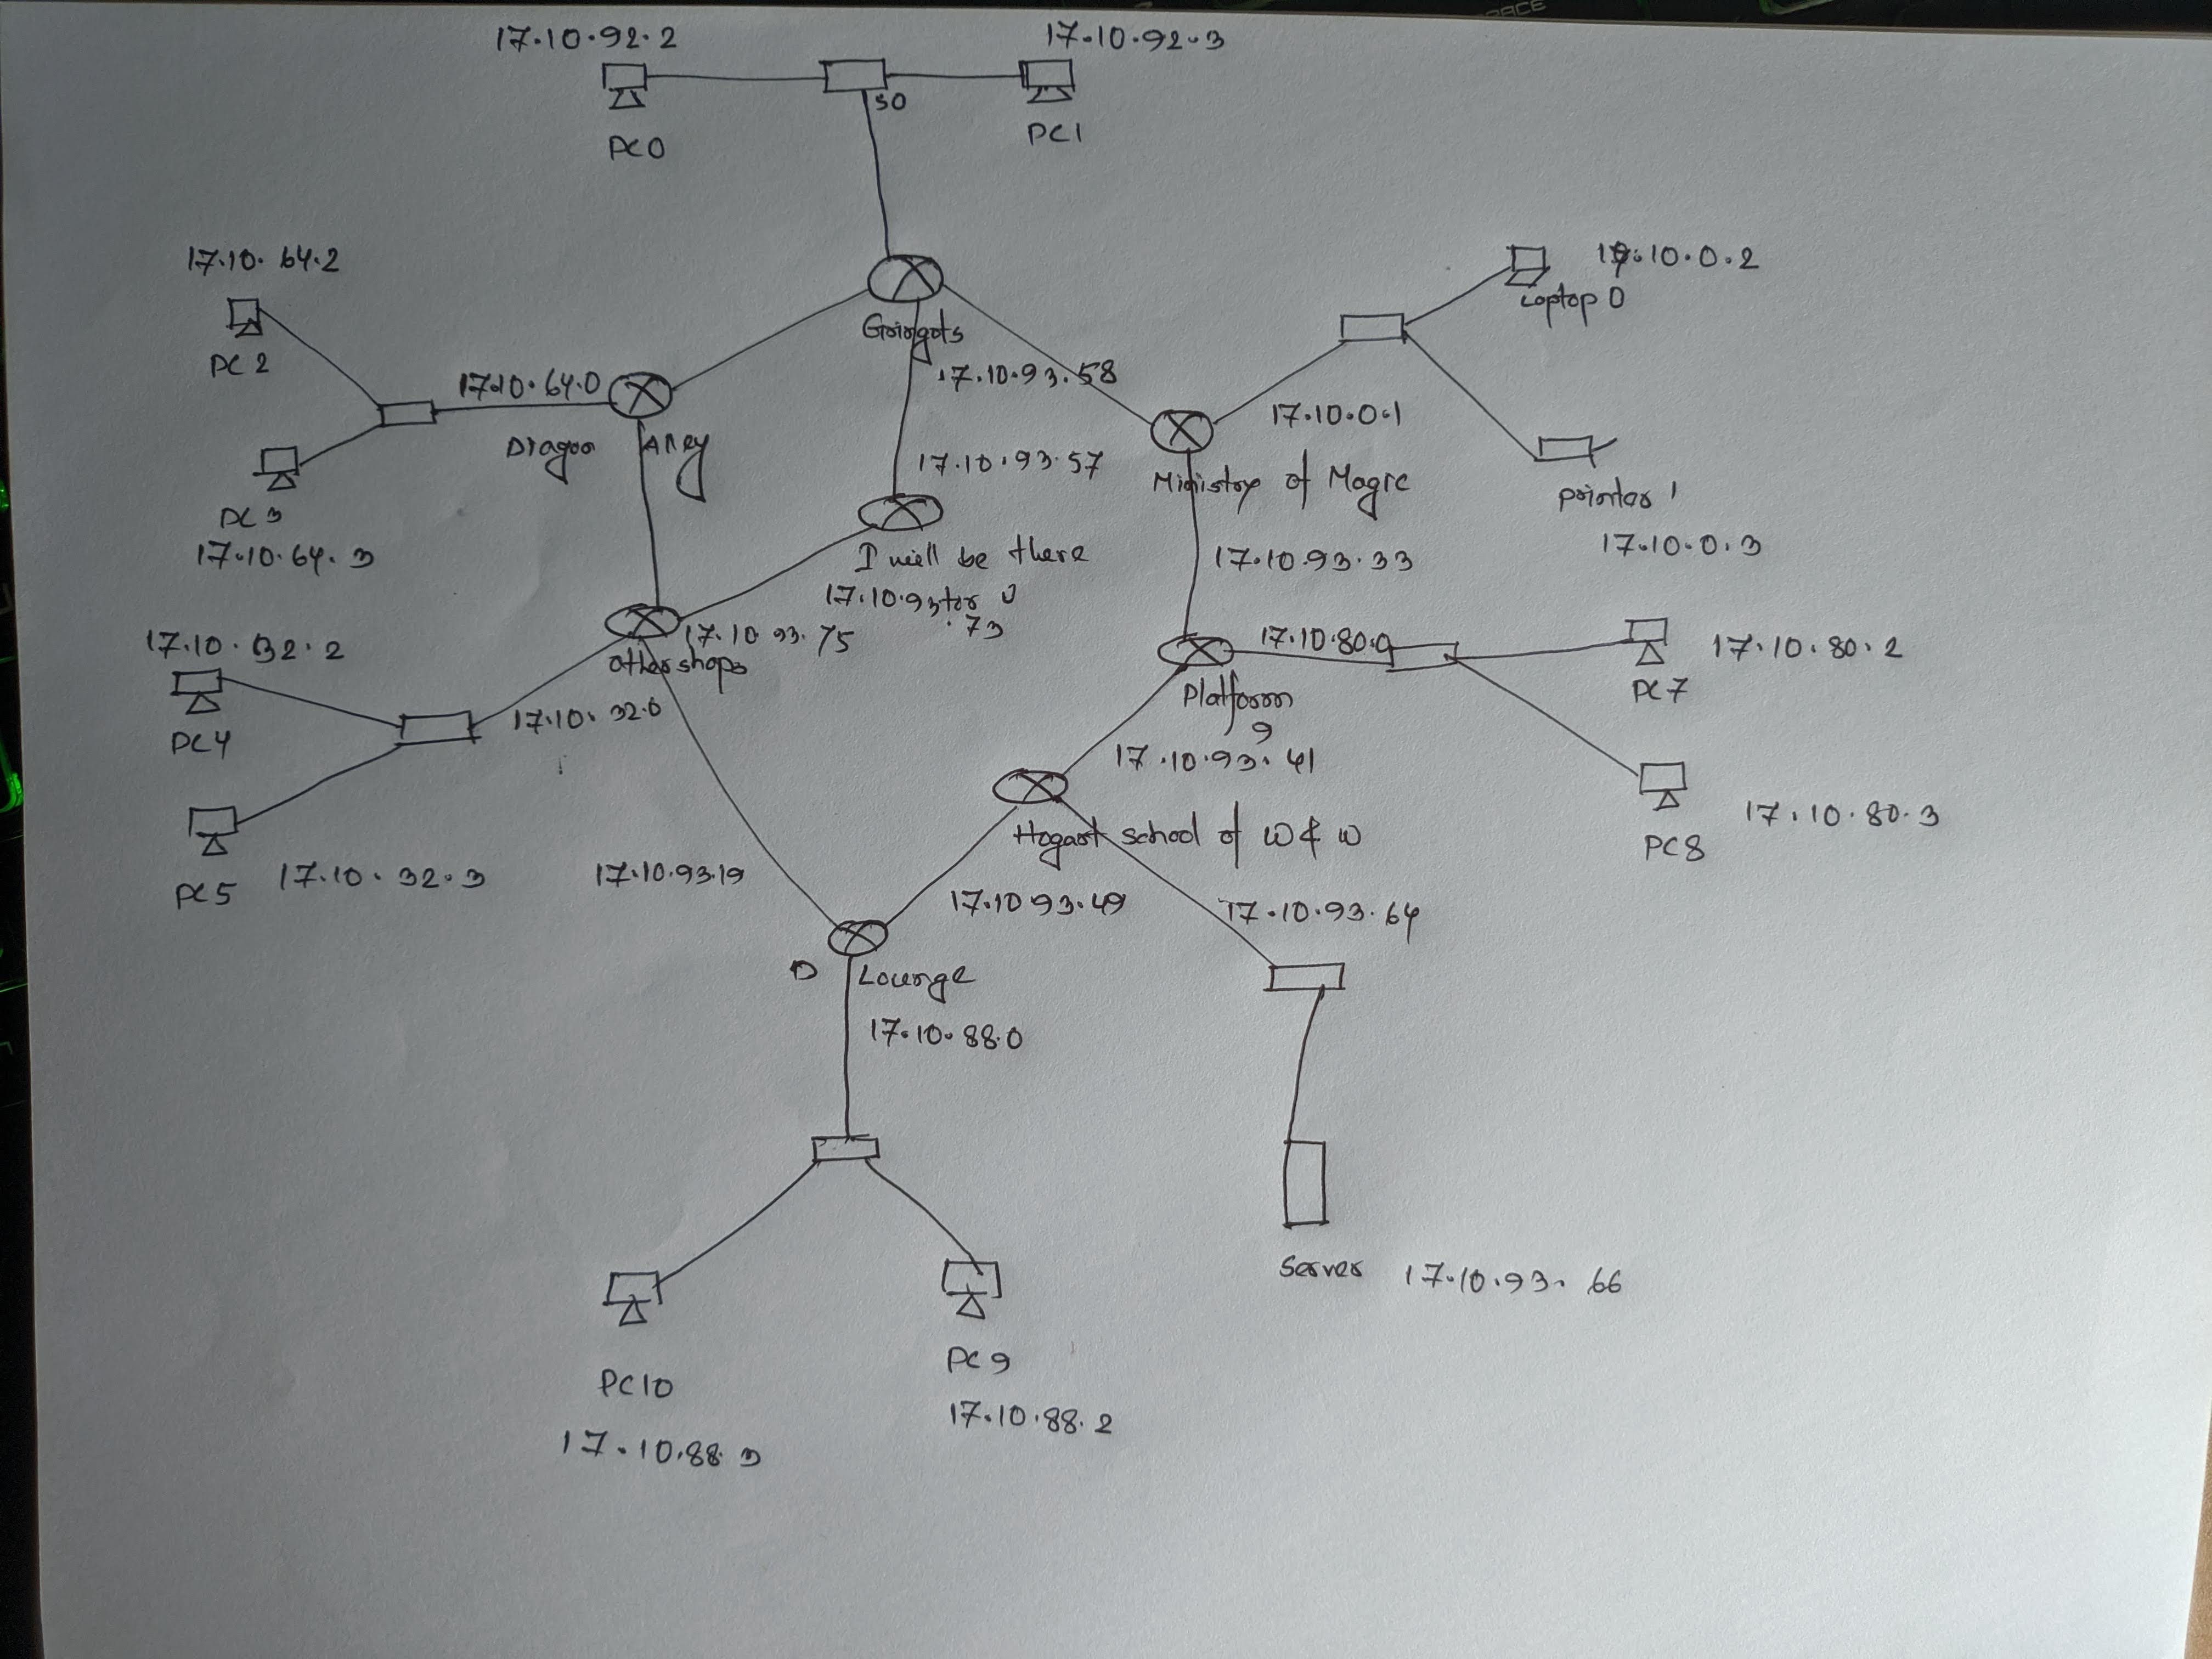 RACE
17.10.92.2
17.10.92.3
S0
PC0
PC1
17.10.64.2
PC2
17.10.64.0
Dragon Alley
PC3
17.10.64.3
Gringots
17.10.93.58
17.10.93.57
I will be there
for U
17.10.93.73
17.10.0.2
Laptop 0
17.10.0.1
Ministry of Magic
printer 1
17.10.0.3
17.10.93.33
17.10.32.2
PC4
17.10.93.75
other shops
17.10.32.0
PC5
17.10.32.3
17.10.80.0
17.10.80.2
PC7
Platform
9
17.10.93.41
17.10.80.3
PC8
Hogart school of W & W
17.10.93.19
17.10.93.49
17.10.93.64
D Lounge
17.10.88.0
Server 17.10.93.66
PC10
17.10.88.3
PC9
17.10.88.2